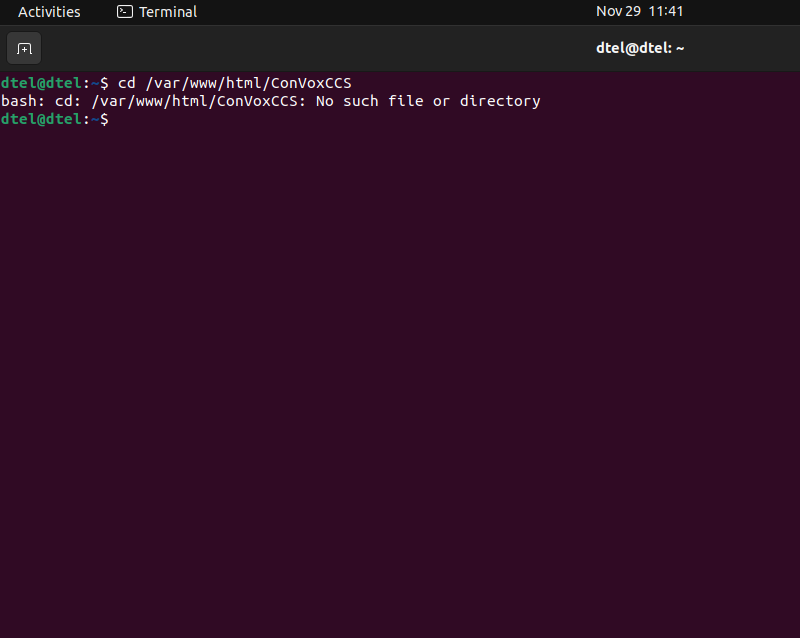 Activities Terminal Nov 29 11:41
dtel@dtel: ~
dtel@dtel:~$ cd /var/www/html/ConVoxCCS
bash: cd: /var/www/html/ConVoxCCS: No such file or directory
dtel@dtel:~$